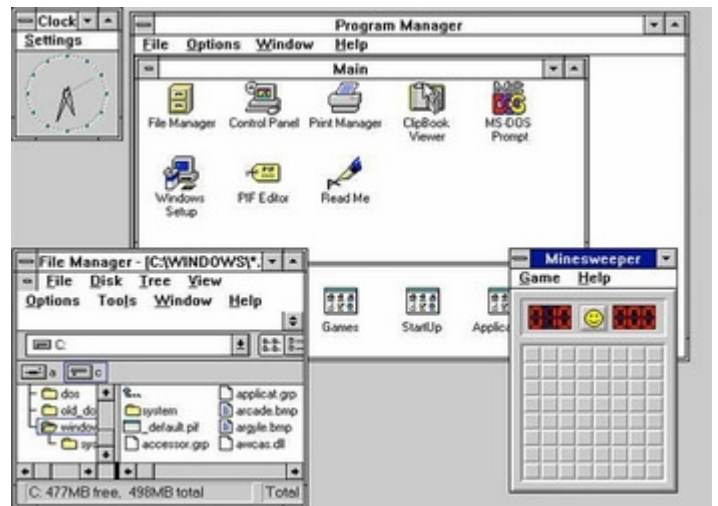 Clock
Settings
Program Manager
File Options Window Help
Main
File Manager
Control Panel
Print Manager
ClipBook
Viewer
MS-DOS
Prompt
Windows
Setup
PIF Editor
Read Me
File Manager - [C:\WINDOWS\*.
File Disk Tree View
Options Tools Window Help
C:
a c
dos
old_do
window
sys
system
_default.pif
accessor.grp
applicat.grp
arcade.bmp
argyle.bmp
C: 477MB free, 498MB total
Total
Games
StartUp
Applica
Minesweeper
Game Help